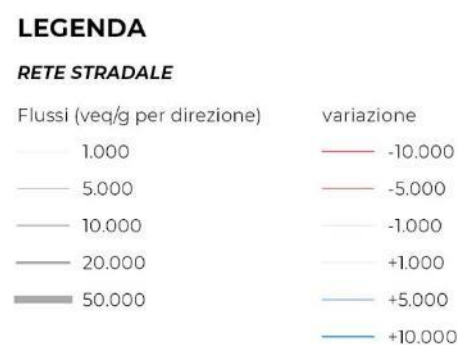 LEGENDA
RETE STRADALE
Flussi (veq/g per direzione)
1.000
5.000
10.000
20.000
50.000
variazione
-10.000
-5.000
-1.000
+1.000
+5.000
+10.000